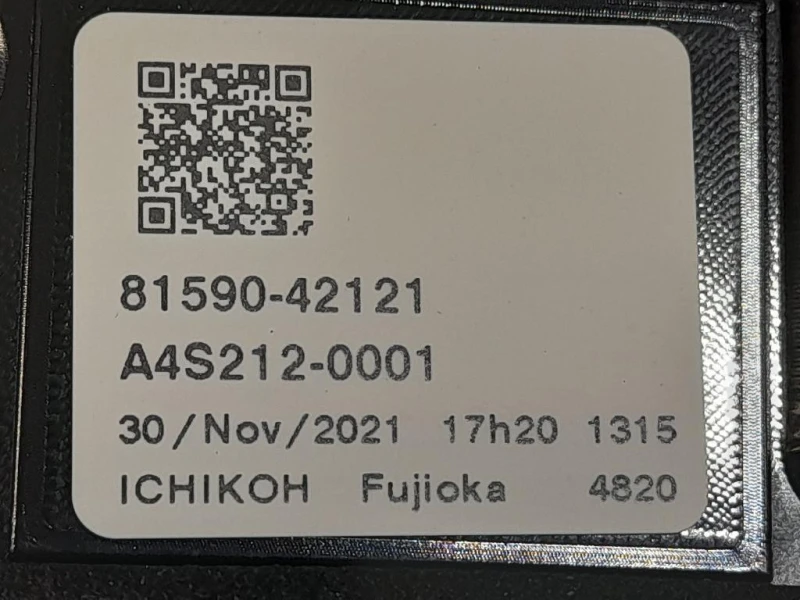 81590-42121
A4S212-0001
30/Nov/2021 17h20 1315
ICHIKOH Fujioka 4820